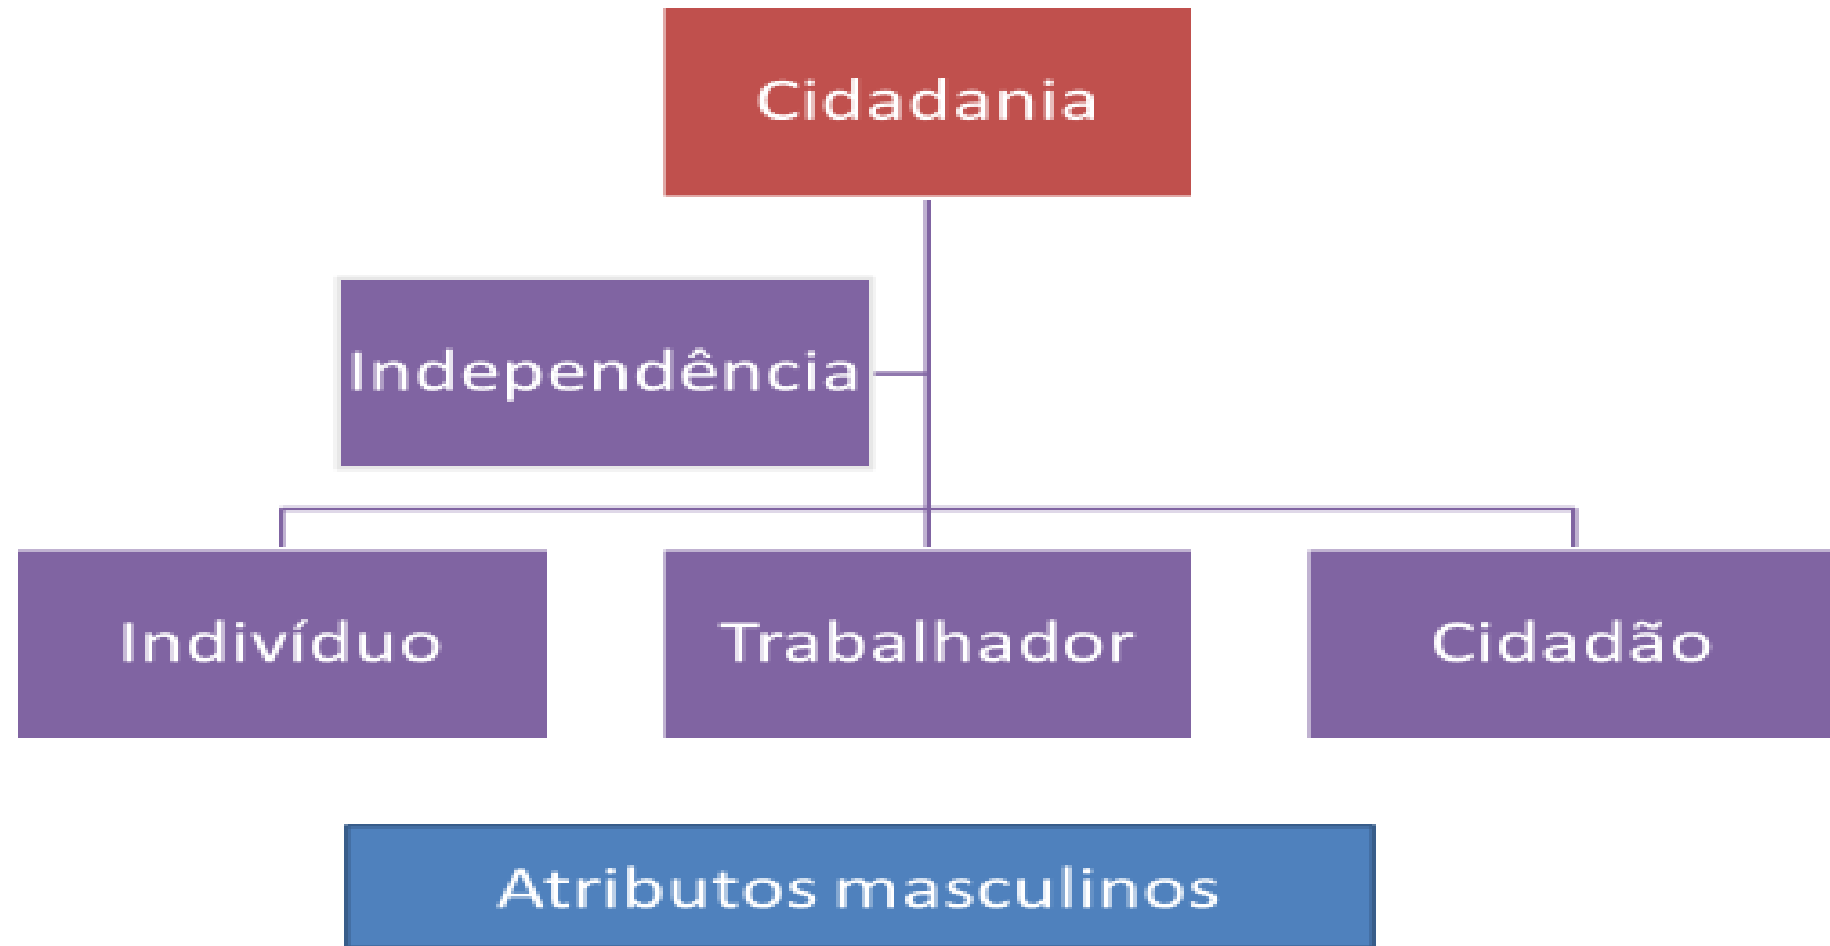 Cidadania
Independência
Indivíduo
Trabalhador
Cidadão
Atributos masculinos